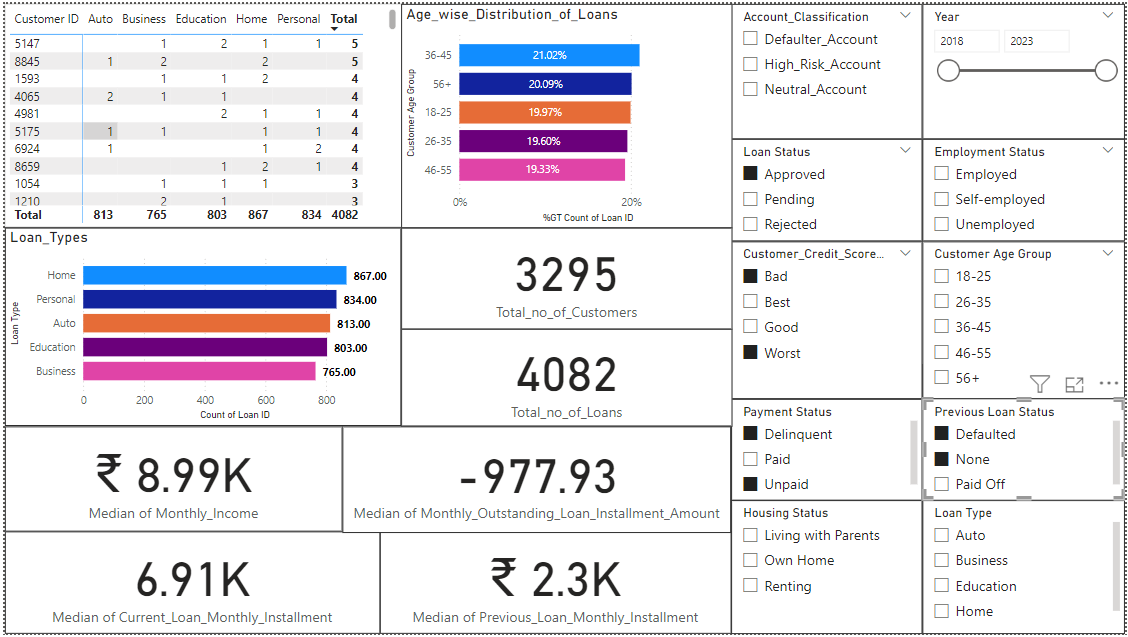 Customer ID Auto Business Education Home Personal Total
5147 1 2 1 1 5
8845 1 2 2 5
1593 1 1 2 4
4065 2 1 1 4
4981 2 1 1 4
5175 1 1 1 1 4
6924 1 1 2 4
8659 1 2 1 4
1054 1 1 1 3
1210 2 1 3
Total 813 765 803 867 834 4082
Age_wise_Distribution_of_Loans
Customer Age Group
36-45 21.02%
56+ 20.09%
18-25 19.97%
26-35 19.60%
46-55 19.33%
0% 20%
%GT Count of Loan ID
Account_Classification
Defaulter_Account
High_Risk_Account
Neutral_Account
Year
2018 2023
Loan Status
Approved
Pending
Rejected
Employment Status
Employed
Self-employed
Unemployed
Loan_Types
Loan Type
Home 867.00
Personal 834.00
Auto 813.00
Education 803.00
Business 765.00
0 200 400 600 800
Count of Loan ID
3295
Total_no_of_Customers
4082
Total_no_of_Loans
Customer_Credit_Score...
Bad
Best
Good
Worst
Customer Age Group
18-25
26-35
36-45
46-55
56+
Payment Status
Delinquent
Paid
Unpaid
Previous Loan Status
Defaulted
None
Paid Off
₹ 8.99K
Median of Monthly_Income
-977.93
Median of Monthly_Outstanding_Loan_Installment_Amount
6.91K
Median of Current_Loan_Monthly_Installment
₹ 2.3K
Median of Previous_Loan_Monthly_Installment
Housing Status
Living with Parents
Own Home
Renting
Loan Type
Auto
Business
Education
Home